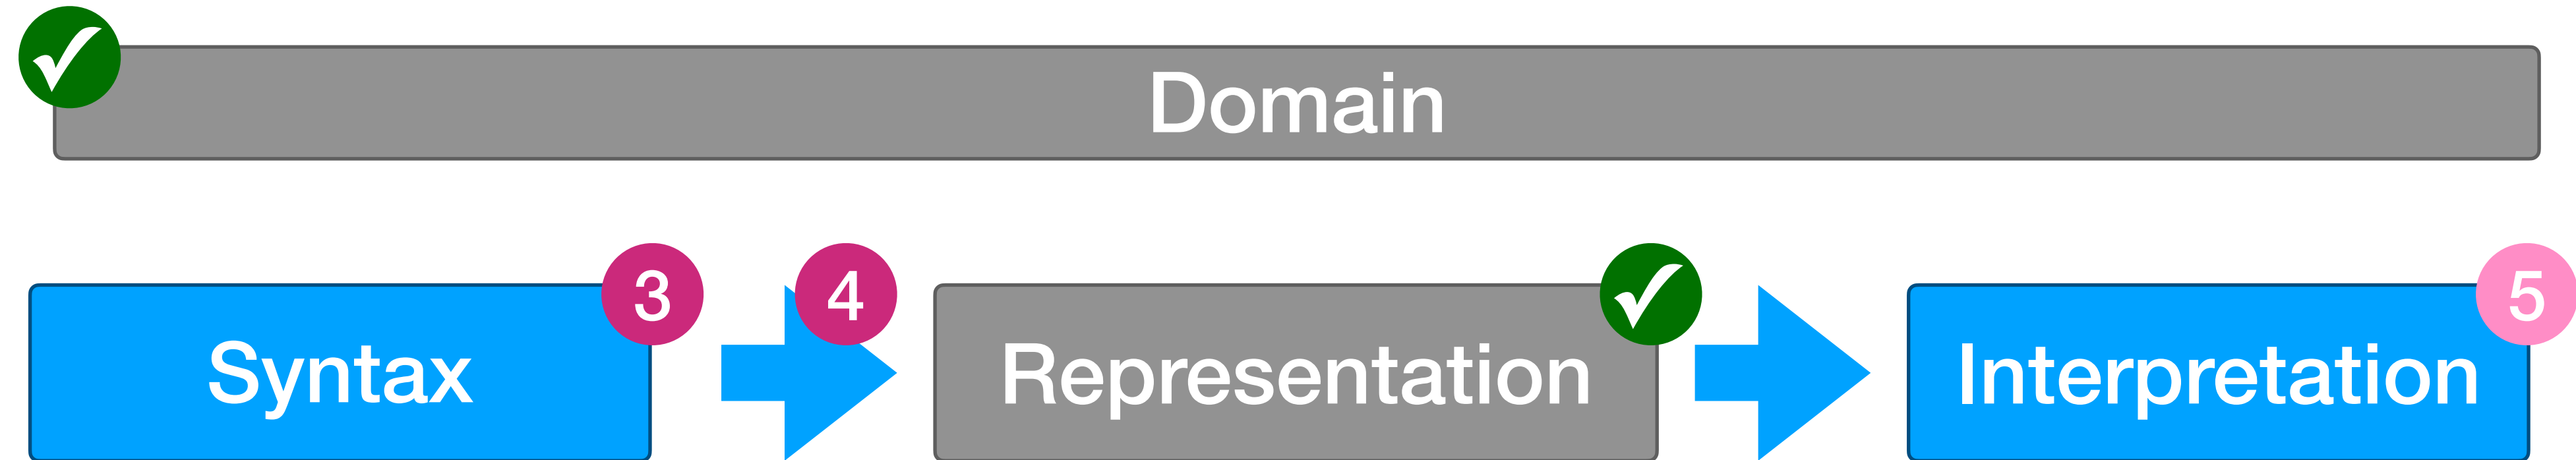 Domain
3
4
5
Syntax
Representation
Interpretation